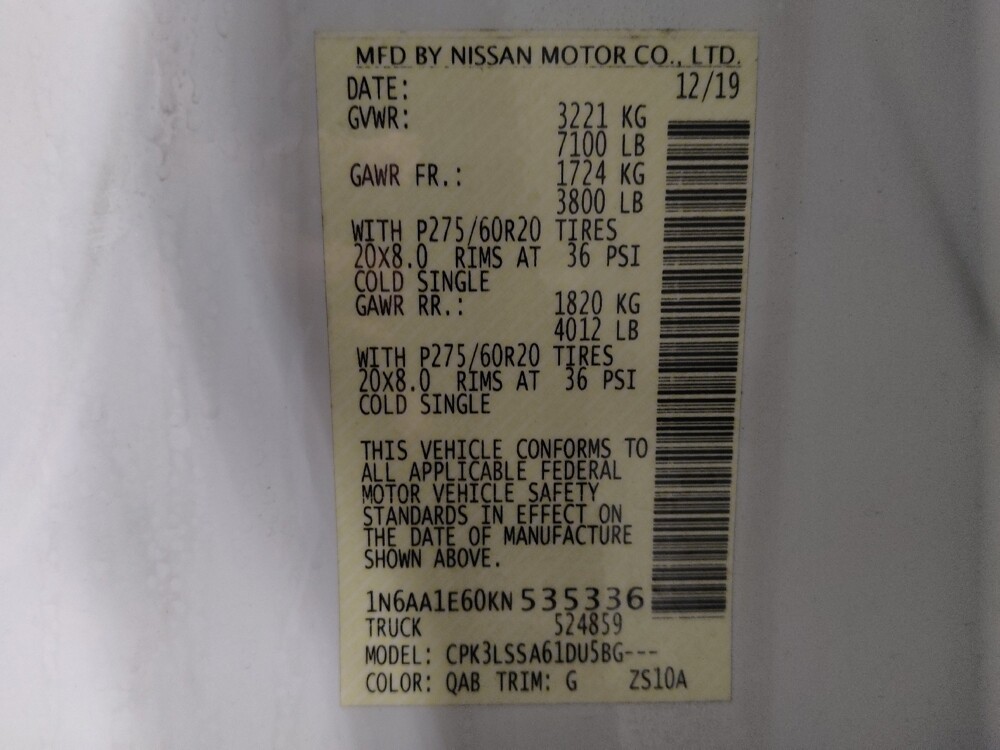 MFD BY NISSAN MOTOR CO., LTD.
DATE: 12/19
GVWR: 3221 KG
7100 LB
GAWR FR.: 1724 KG
3800 LB
WITH P275/60R20 TIRES
20X8.0 RIMS AT 36 PSI
COLD SINGLE
GAWR RR.: 1820 KG
4012 LB
WITH P275/60R20 TIRES
20X8.0 RIMS AT 36 PSI
COLD SINGLE
THIS VEHICLE CONFORMS TO
ALL APPLICABLE FEDERAL
MOTOR VEHICLE SAFETY
STANDARDS IN EFFECT ON
THE DATE OF MANUFACTURE
SHOWN ABOVE.
1N6AA1E60KN535336
TRUCK 524859
MODEL: CPK3LSSA61DU5BG---
COLOR: QAB TRIM: G ZS10A